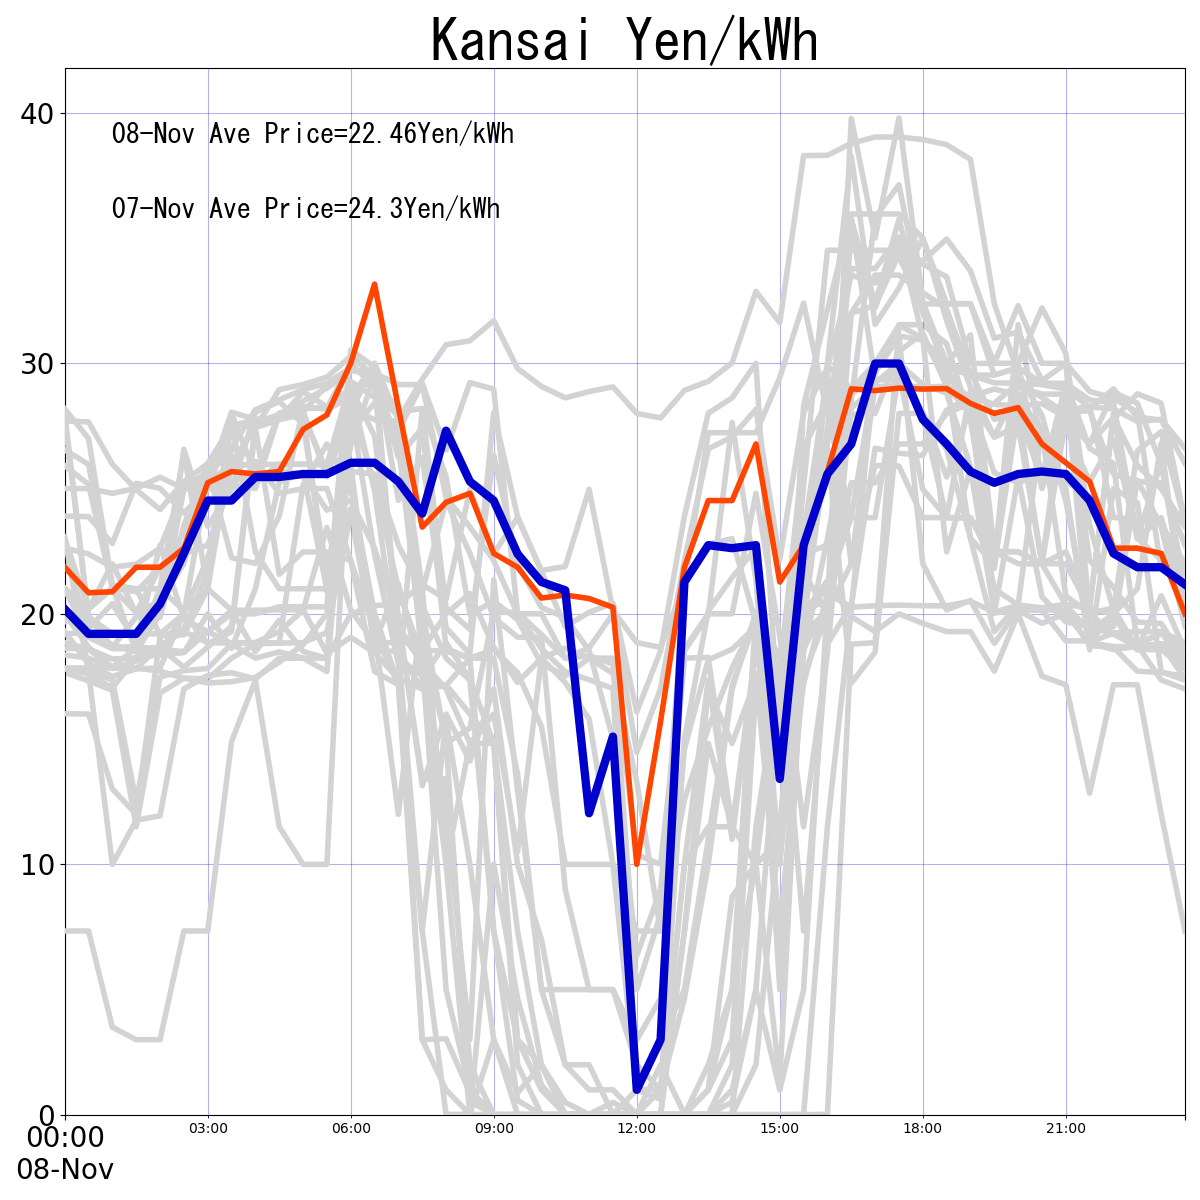 Kansai Yen/kWh
40
08-Nov Ave Price=22.46Yen/kWh
07-Nov Ave Price=24.3Yen/kWh
30
20
10
0
00:00 03:00 06:00 09:00 12:00 15:00 18:00 21:00
08-Nov